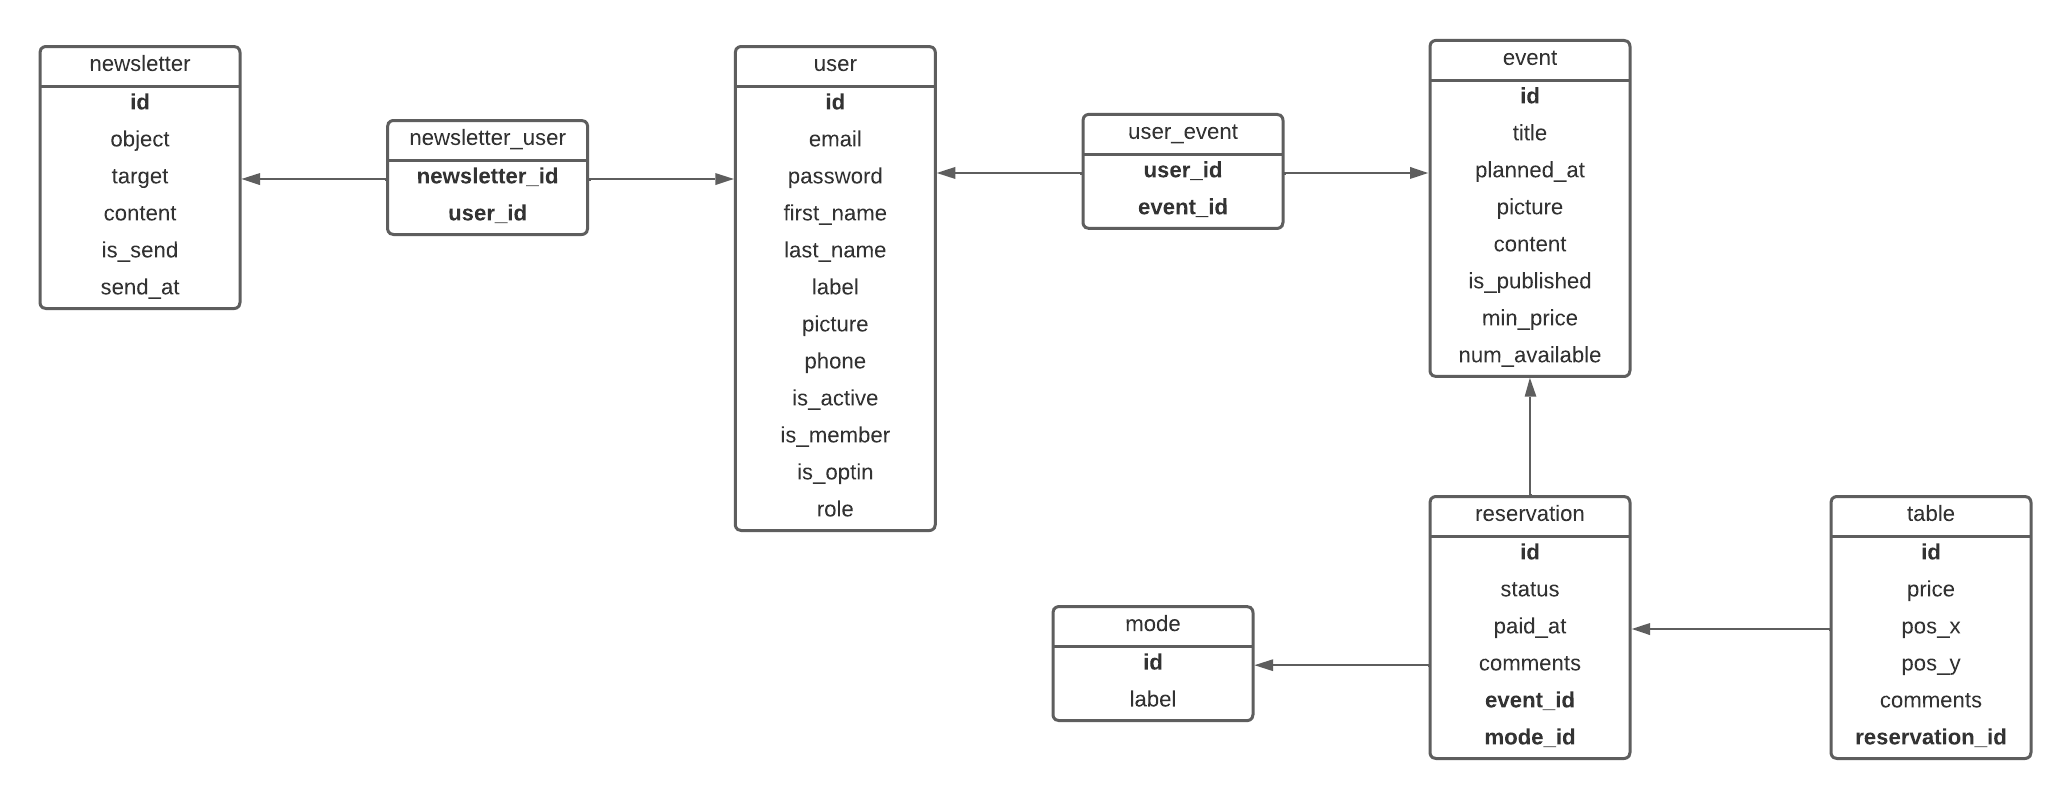 newsletter
id
object
target
content
is_send
send_at
newsletter_user
newsletter_id
user_id
user
id
email
password
first_name
last_name
label
picture
phone
is_active
is_member
is_optin
role
user_event
user_id
event_id
event
id
title
planned_at
picture
content
is_published
min_price
num_available
mode
id
label
reservation
id
status
paid_at
comments
event_id
mode_id
table
id
price
pos_x
pos_y
comments
reservation_id